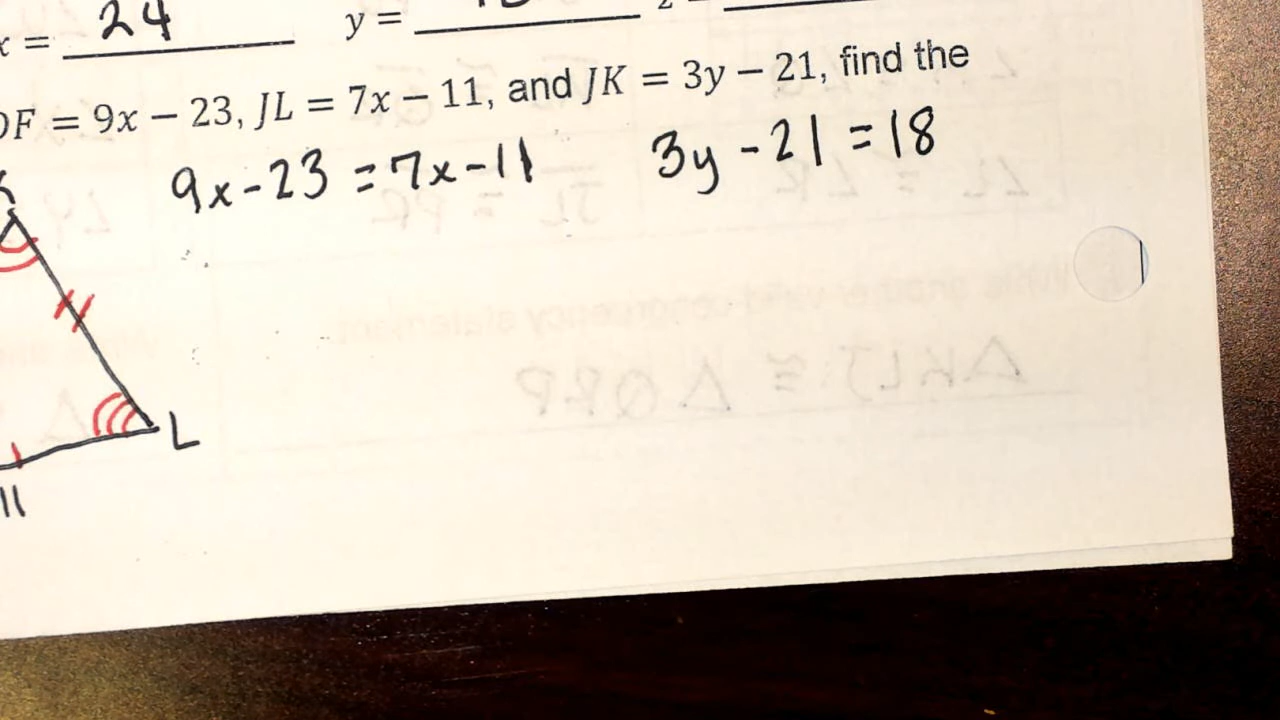 x = 24 y =
DF = 9x − 23, JL = 7x − 11, and JK = 3y − 21, find the
9x - 23 = 7x - 11 3y - 21 = 18
L
11